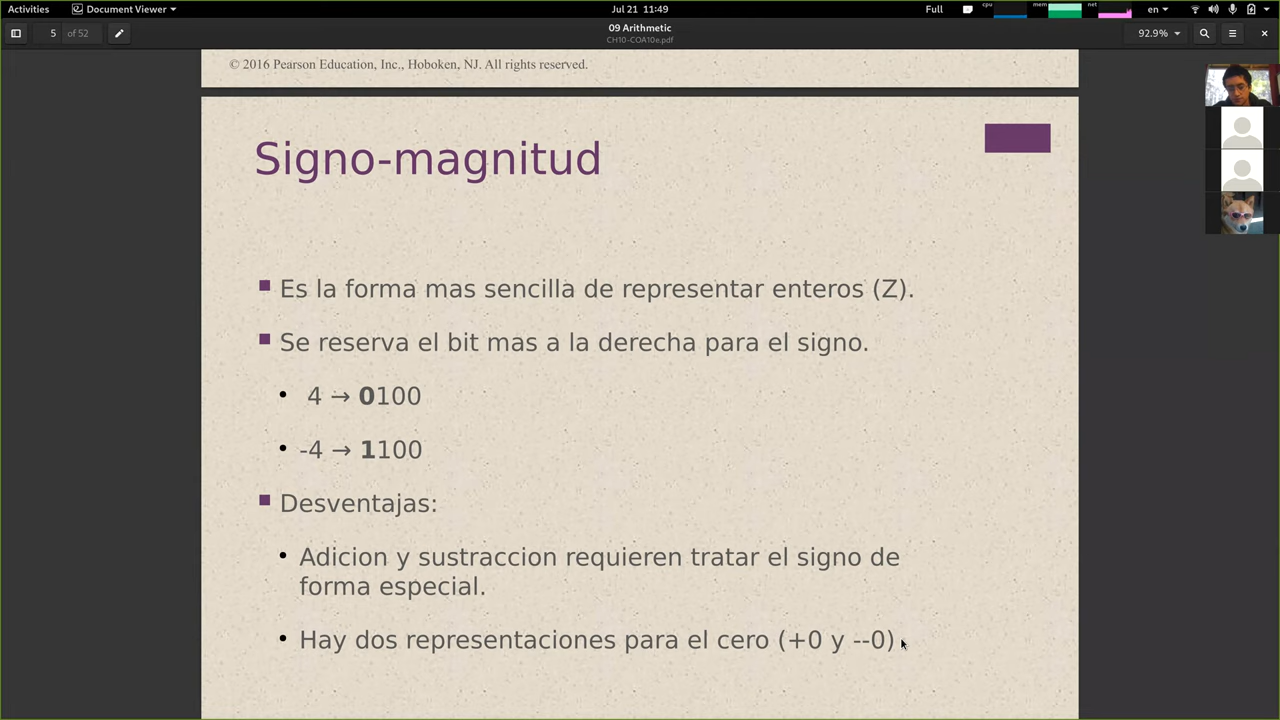 Activities
Document Viewer
Jul 21 11:49
Full
cpu
mem
net
en
5 of 52
09 Arithmetic
CH10-COA10e.pdf
92.9%
© 2016 Pearson Education, Inc., Hoboken, NJ. All rights reserved.
Signo-magnitud
Es la forma mas sencilla de representar enteros (Z).
Se reserva el bit mas a la derecha para el signo.
4 → 0100
-4 → 1100
Desventajas:
Adicion y sustraccion requieren tratar el signo de
forma especial.
Hay dos representaciones para el cero (+0 y --0)